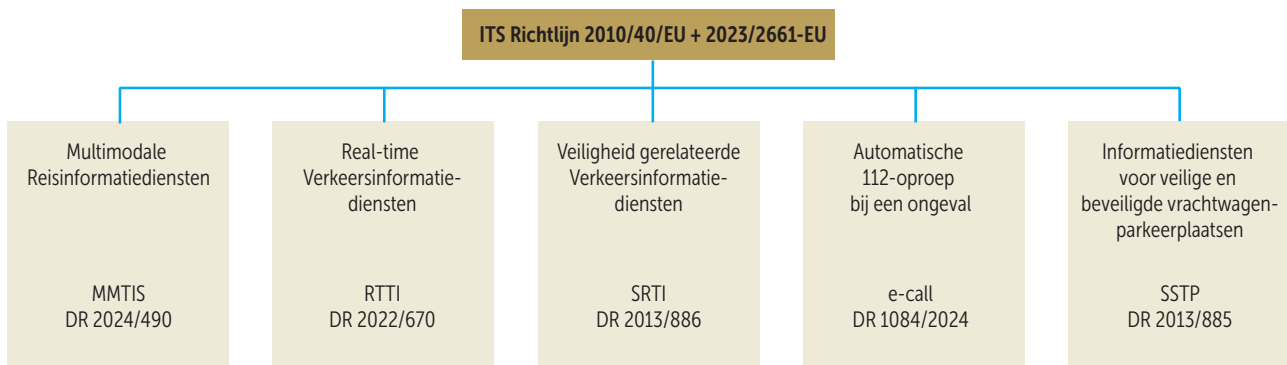 ITS Richtlijn 2010/40/EU + 2023/2661-EU
Multimodale
Reisinformatiediensten
MMTIS
DR 2024/490
Real-time
Verkeersinformatie-
diensten
RTTI
DR 2022/670
Veiligheid gerelateerde
Verkeersinformatie-
diensten
SRTI
DR 2013/886
Automatische
112-oproep
bij een ongeval
e-call
DR 1084/2024
Informatiediensten
voor veilige en
beveiligde vrachtwagen-
parkeerplaatsen
SSTP
DR 2013/885